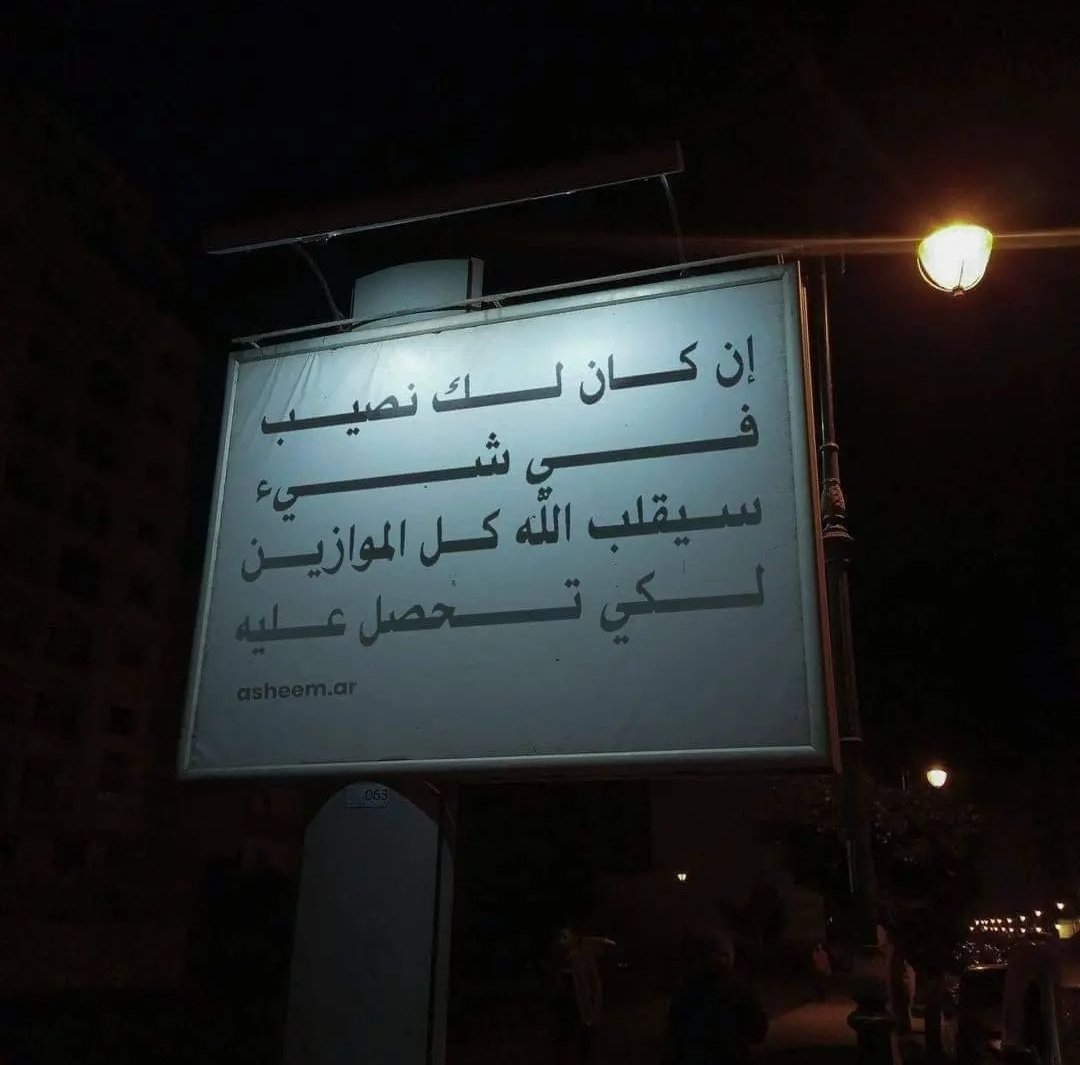 إن كان لك نصيب
في شيء
سيقلب الله كل الموازين
لكي تحصل عليه
asheem.ar
063